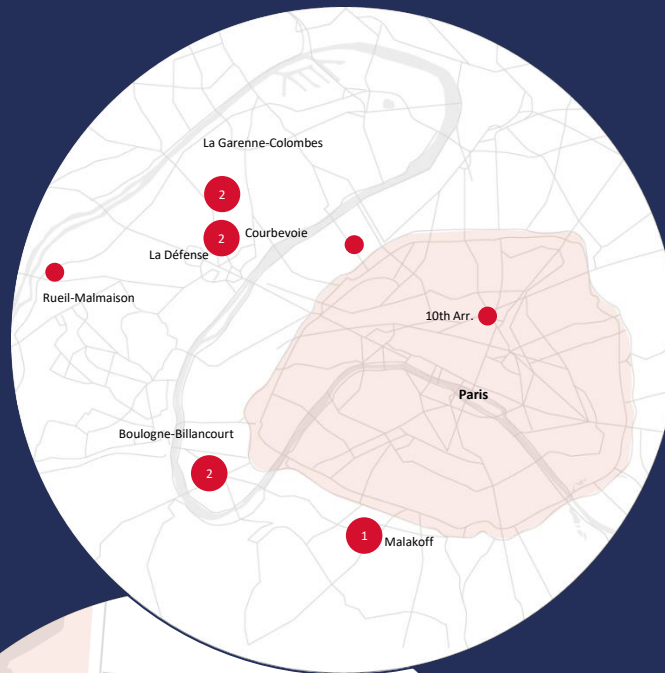 La Garenne-Colombes
2
2
Courbevoie
La Défense
Rueil-Malmaison
10th Arr.
Paris
Boulogne-Billancourt
2
1
Malakoff